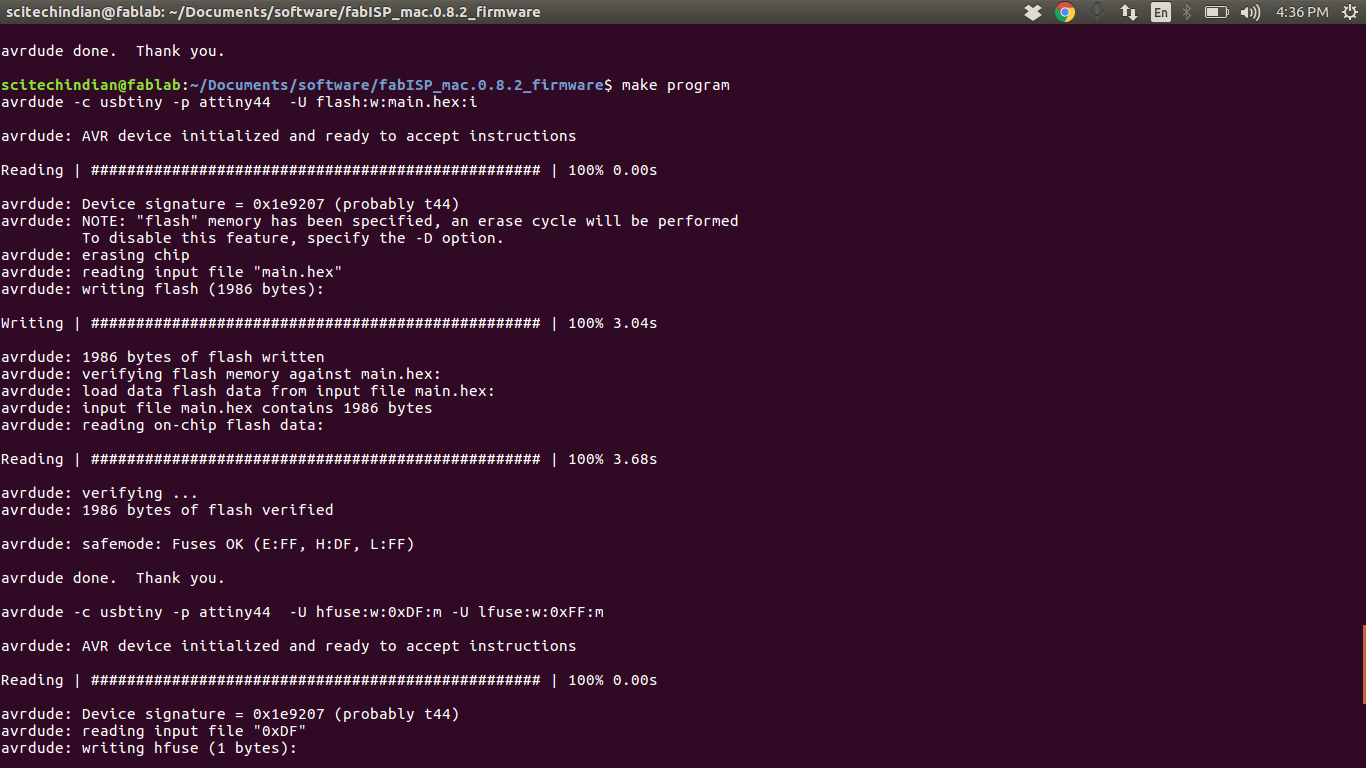 scitechindian@fablab: ~/Documents/software/fabISP_mac.0.8.2_firmware
En
4:36 PM
avrdude done.  Thank you.
scitechindian@fablab:~/Documents/software/fabISP_mac.0.8.2_firmware$ make program
avrdude -c usbtiny -p attiny44  -U flash:w:main.hex:i
avrdude: AVR device initialized and ready to accept instructions
Reading | ################################################## | 100% 0.00s
avrdude: Device signature = 0x1e9207 (probably t44)
avrdude: NOTE: "flash" memory has been specified, an erase cycle will be performed
         To disable this feature, specify the -D option.
avrdude: erasing chip
avrdude: reading input file "main.hex"
avrdude: writing flash (1986 bytes):
Writing | ################################################## | 100% 3.04s
avrdude: 1986 bytes of flash written
avrdude: verifying flash memory against main.hex:
avrdude: load data flash data from input file main.hex:
avrdude: input file main.hex contains 1986 bytes
avrdude: reading on-chip flash data:
Reading | ################################################## | 100% 3.68s
avrdude: verifying ...
avrdude: 1986 bytes of flash verified
avrdude: safemode: Fuses OK (E:FF, H:DF, L:FF)
avrdude done.  Thank you.
avrdude -c usbtiny -p attiny44  -U hfuse:w:0xDF:m -U lfuse:w:0xFF:m
avrdude: AVR device initialized and ready to accept instructions
Reading | ################################################## | 100% 0.00s
avrdude: Device signature = 0x1e9207 (probably t44)
avrdude: reading input file "0xDF"
avrdude: writing hfuse (1 bytes):